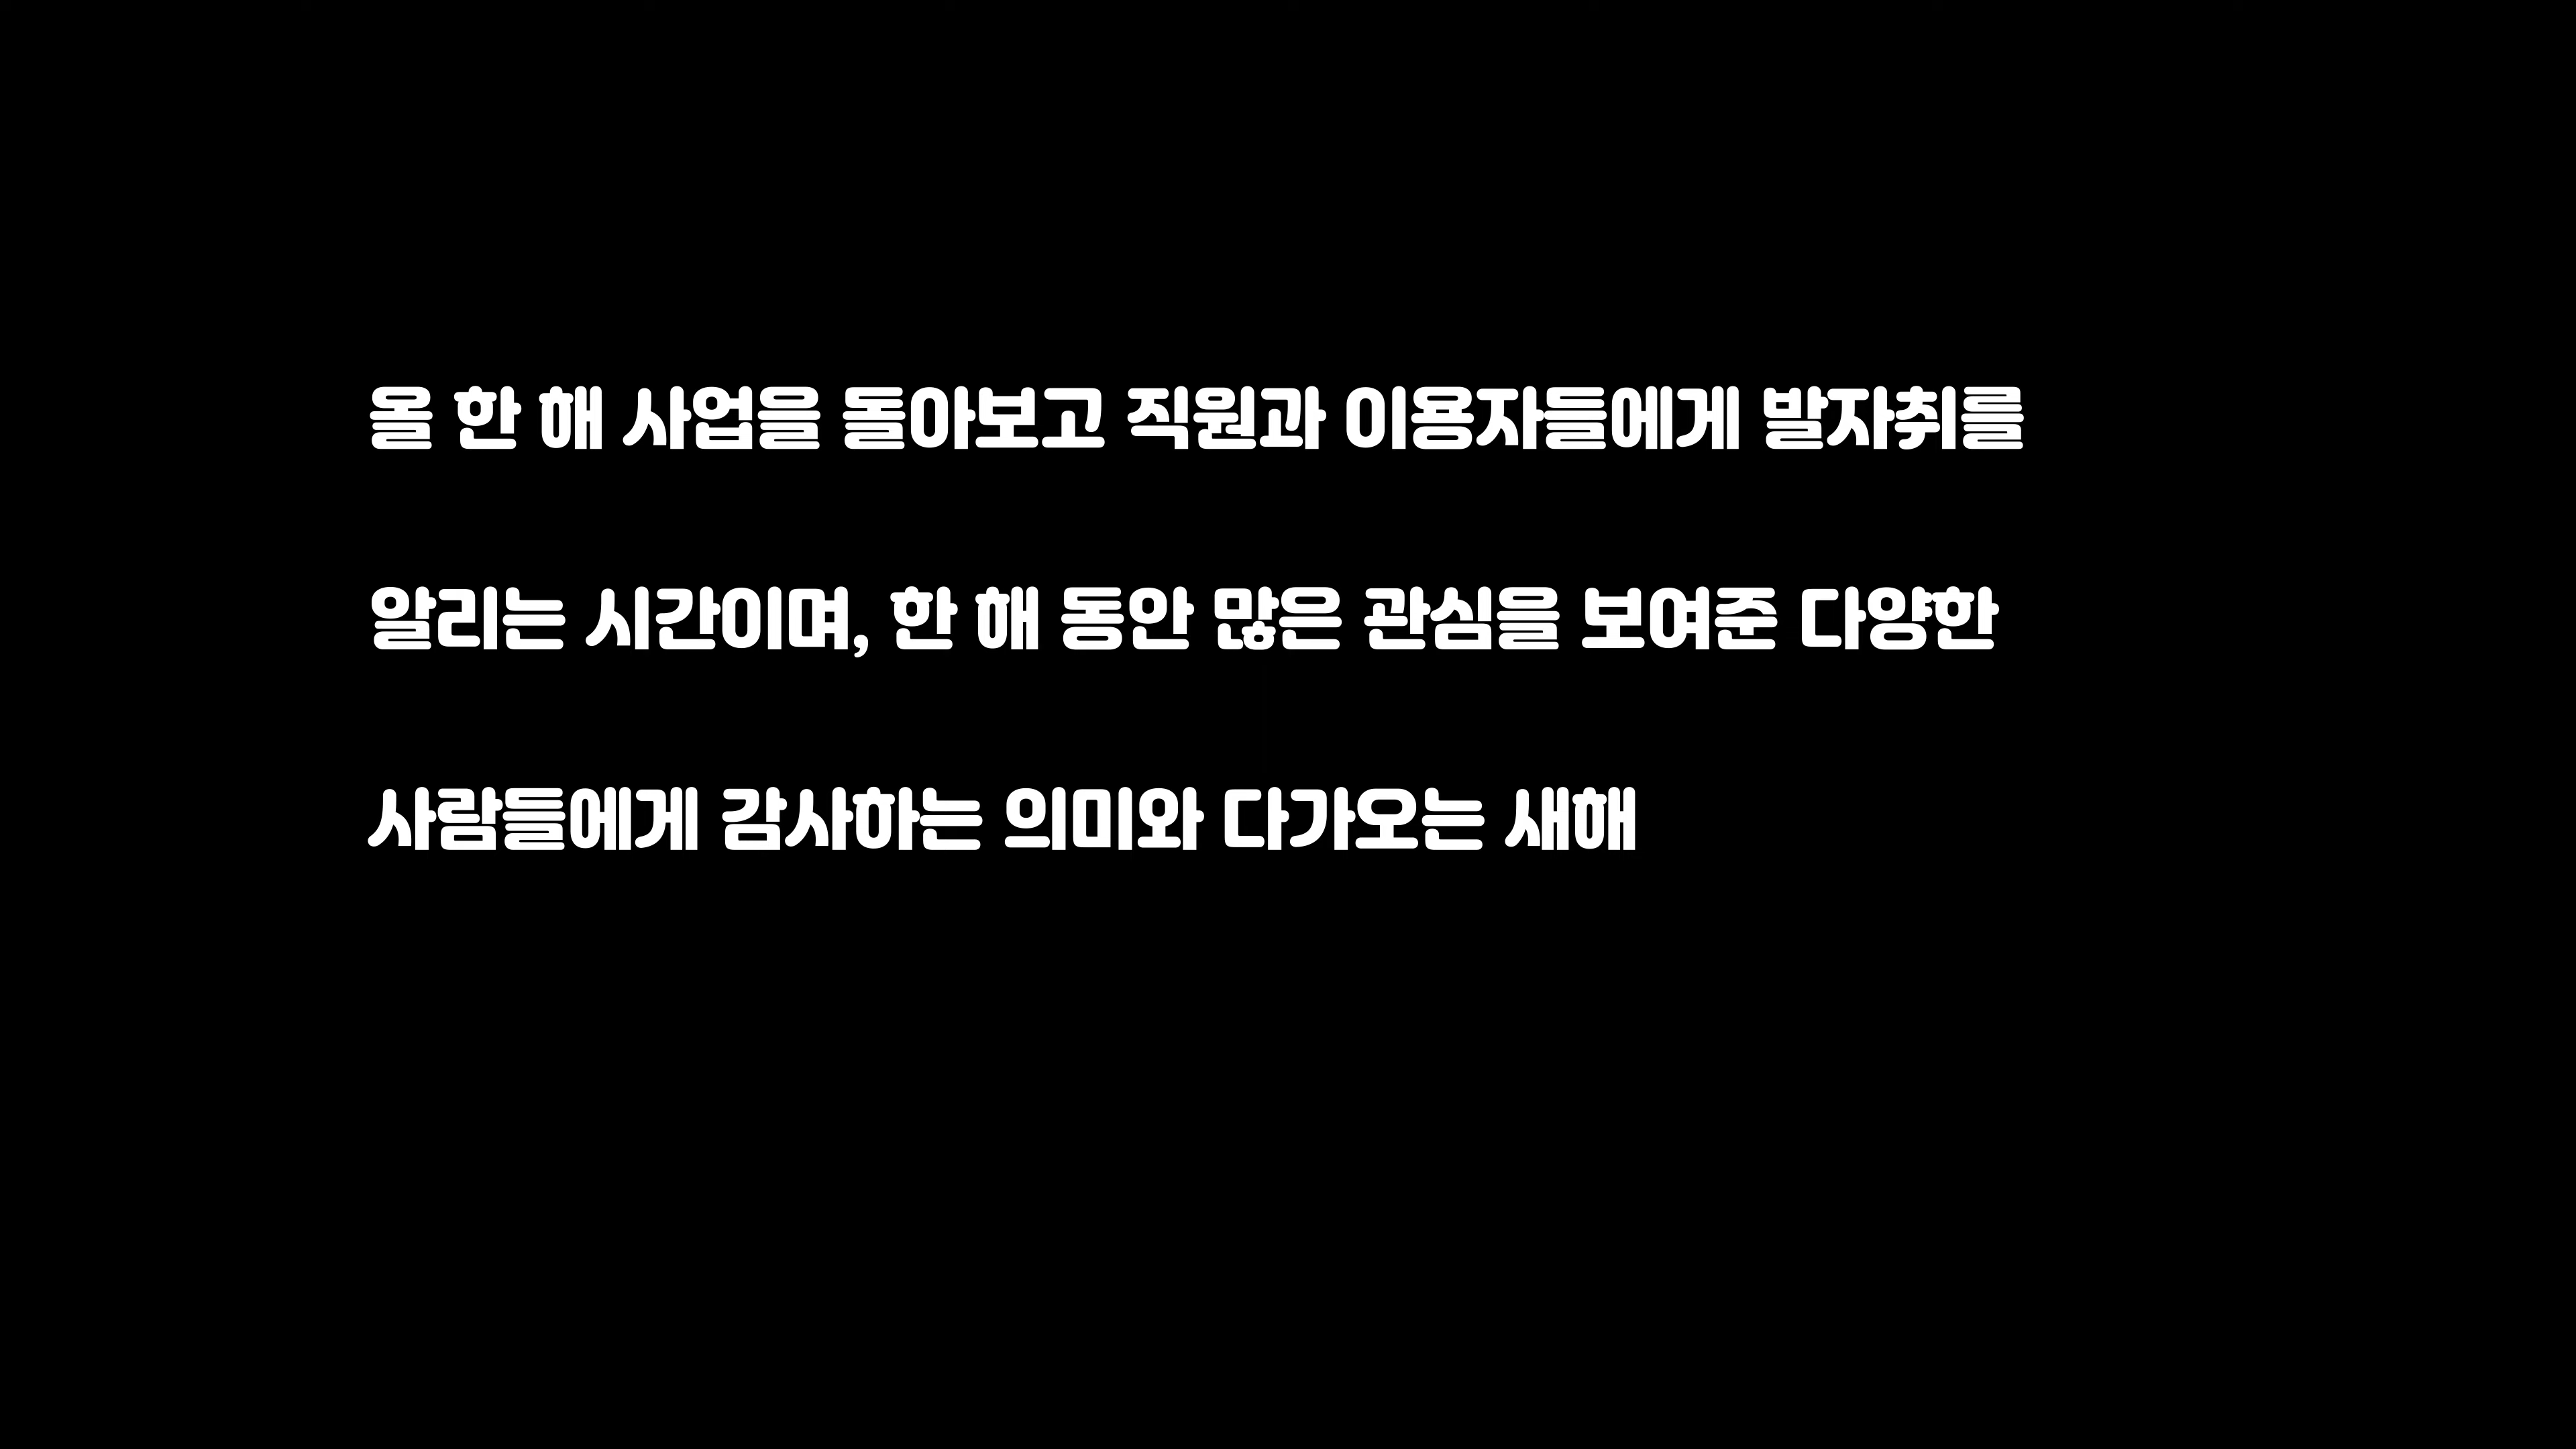 올 한 해 사업을 돌아보고 직원과 이용자들에게 발자취를
알리는 시간이며, 한 해 동안 많은 관심을 보여준 다양한
사람들에게 감사하는 의미와 다가오는 새해